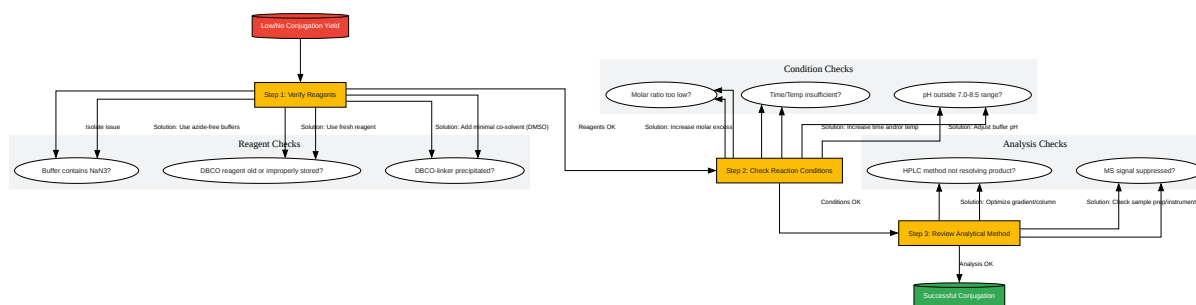 Low/No Conjugation Yield
Condition Checks
Step 1: Verify Reagents
Molar ratio too low?
Time/Temp insufficient?
pH outside 7.0-8.5 range?
Isolate issue
Solution: Use azide-free buffers
Solution: Use fresh reagent
Solution: Add minimal co-solvent (DMSO)
Reagents OK
Solution: Increase molar excess
Solution: Increase time and/or temp
Solution: Adjust buffer pH
Reagent Checks
Analysis Checks
Buffer contains NaN3?
DBCO reagent old or improperly stored?
DBCO-linker precipitated?
Step 2: Check Reaction Conditions
HPLC method not resolving product?
MS signal suppressed?
Conditions OK
Solution: Optimize gradient/column
Solution: Check sample prep/instrument
Step 3: Review Analytical Method
Analysis OK
Successful Conjugation